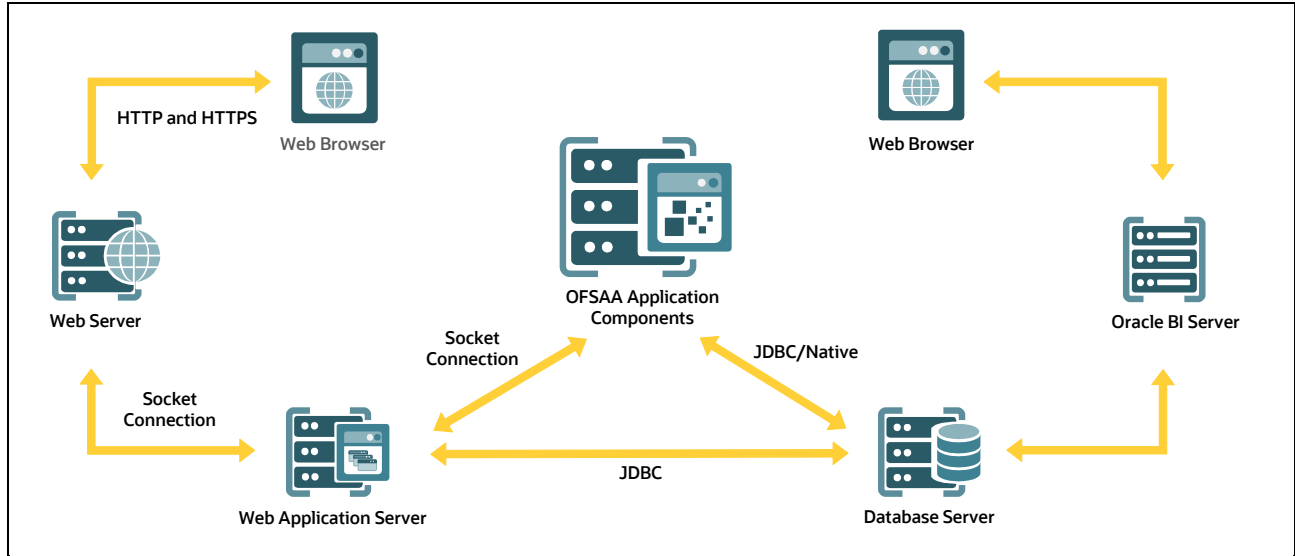 HTTP and HTTPS
Web Browser
Web Browser
OFSAA Application
Components
Web Server
Oracle BI Server
Socket
Connection
JDBC/Native
Socket
Connection
JDBC
Web Application Server
Database Server